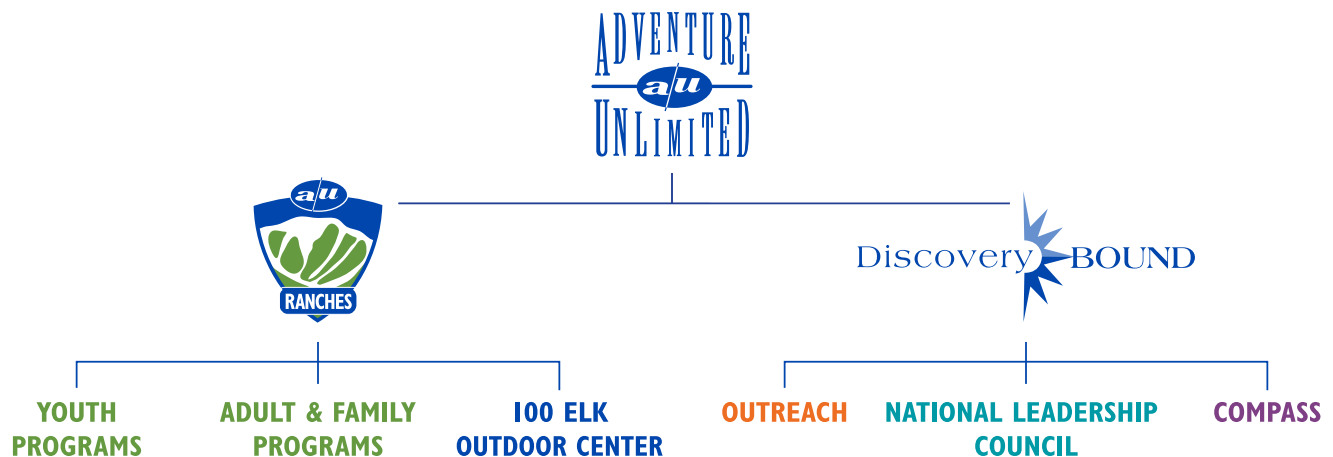 ADVENTURE
a/u
UNLIMITED
a/u
RANCHES
Discovery BOUND
YOUTH
PROGRAMS
ADULT & FAMILY
PROGRAMS
100 ELK
OUTDOOR CENTER
OUTREACH
NATIONAL LEADERSHIP
COUNCIL
COMPASS